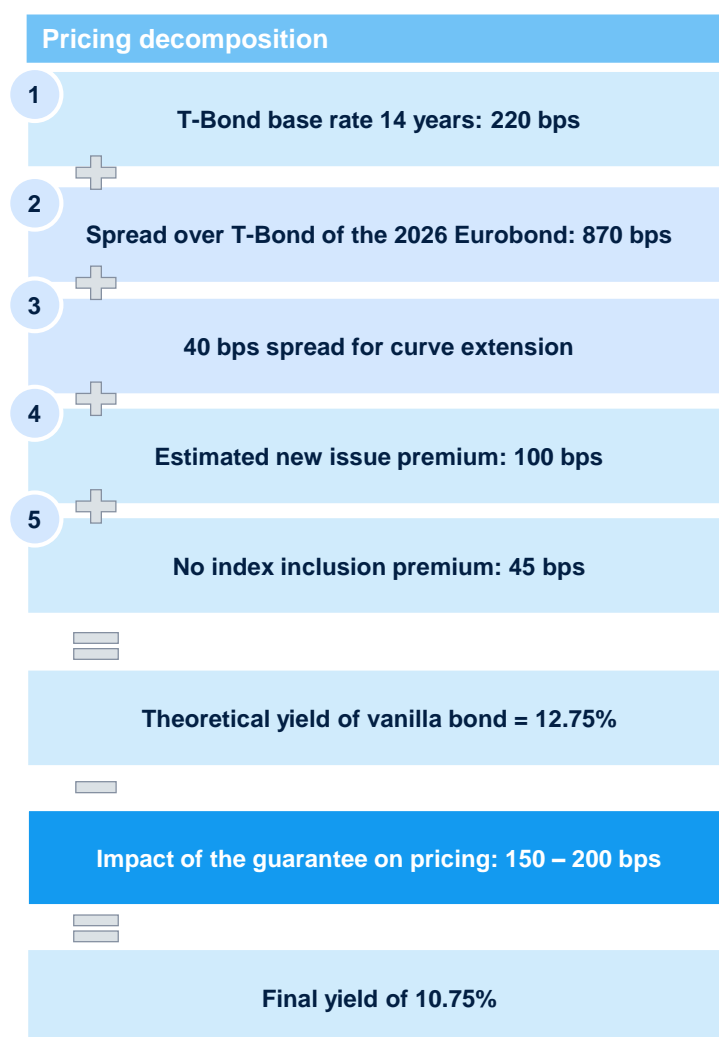 Pricing decomposition
1
T-Bond base rate 14 years: 220 bps
2
Spread over T-Bond of the 2026 Eurobond: 870 bps
3
40 bps spread for curve extension
4
Estimated new issue premium: 100 bps
5
No index inclusion premium: 45 bps
Theoretical yield of vanilla bond = 12.75%
Impact of the guarantee on pricing: 150 – 200 bps
Final yield of 10.75%